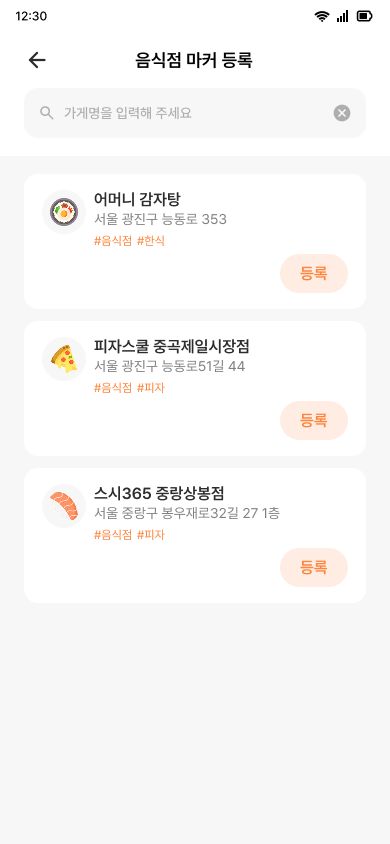 12:30
음식점 마커 등록
가게명을 입력해 주세요
어머니 감자탕
서울 광진구 능동로 353
#음식점 #한식
등록
피자스쿨 중곡제일시장점
서울 광진구 능동로51길 44
#음식점 #피자
등록
스시365 중랑상봉점
서울 중랑구 봉우재로32길 27 1층
#음식점 #피자
등록